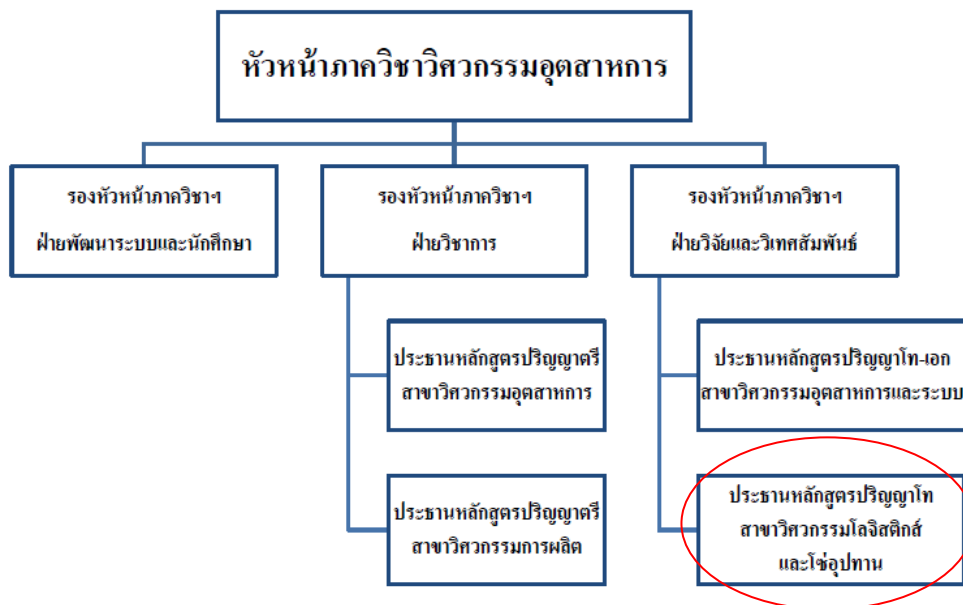 หัวหน้าภาควิชาวิศวกรรมอุตสาหการ
รองหัวหน้าภาควิชาฯ
ฝ่ายพัฒนาระบบและนักศึกษา
รองหัวหน้าภาควิชาฯ
ฝ่ายวิชาการ
รองหัวหน้าภาควิชาฯ
ฝ่ายวิจัยและวิเทศสัมพันธ์
ประธานหลักสูตรปริญญาตรี
สาขาวิศวกรรมอุตสาหการ
ประธานหลักสูตรปริญญาโท-เอก
สาขาวิศวกรรมอุตสาหการและระบบ
ประธานหลักสูตรปริญญาตรี
สาขาวิศวกรรมการผลิต
ประธานหลักสูตรปริญญาโท
สาขาวิศวกรรมโลจิสติกส์
และโซ่อุปทาน